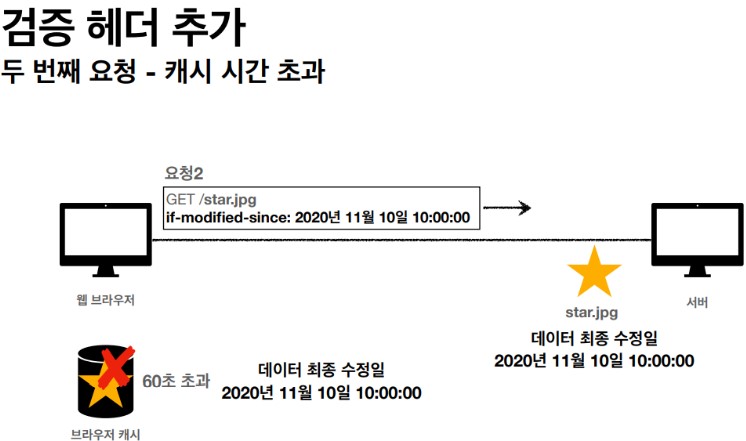 검증 헤더 추가
두 번째 요청 - 캐시 시간 초과
요청2
GET /star.jpg
if-modified-since: 2020년 11월 10일 10:00:00
웹 브라우저
서버
star.jpg
데이터 최종 수정일
2020년 11월 10일 10:00:00
60초 초과
데이터 최종 수정일
2020년 11월 10일 10:00:00
브라우저 캐시